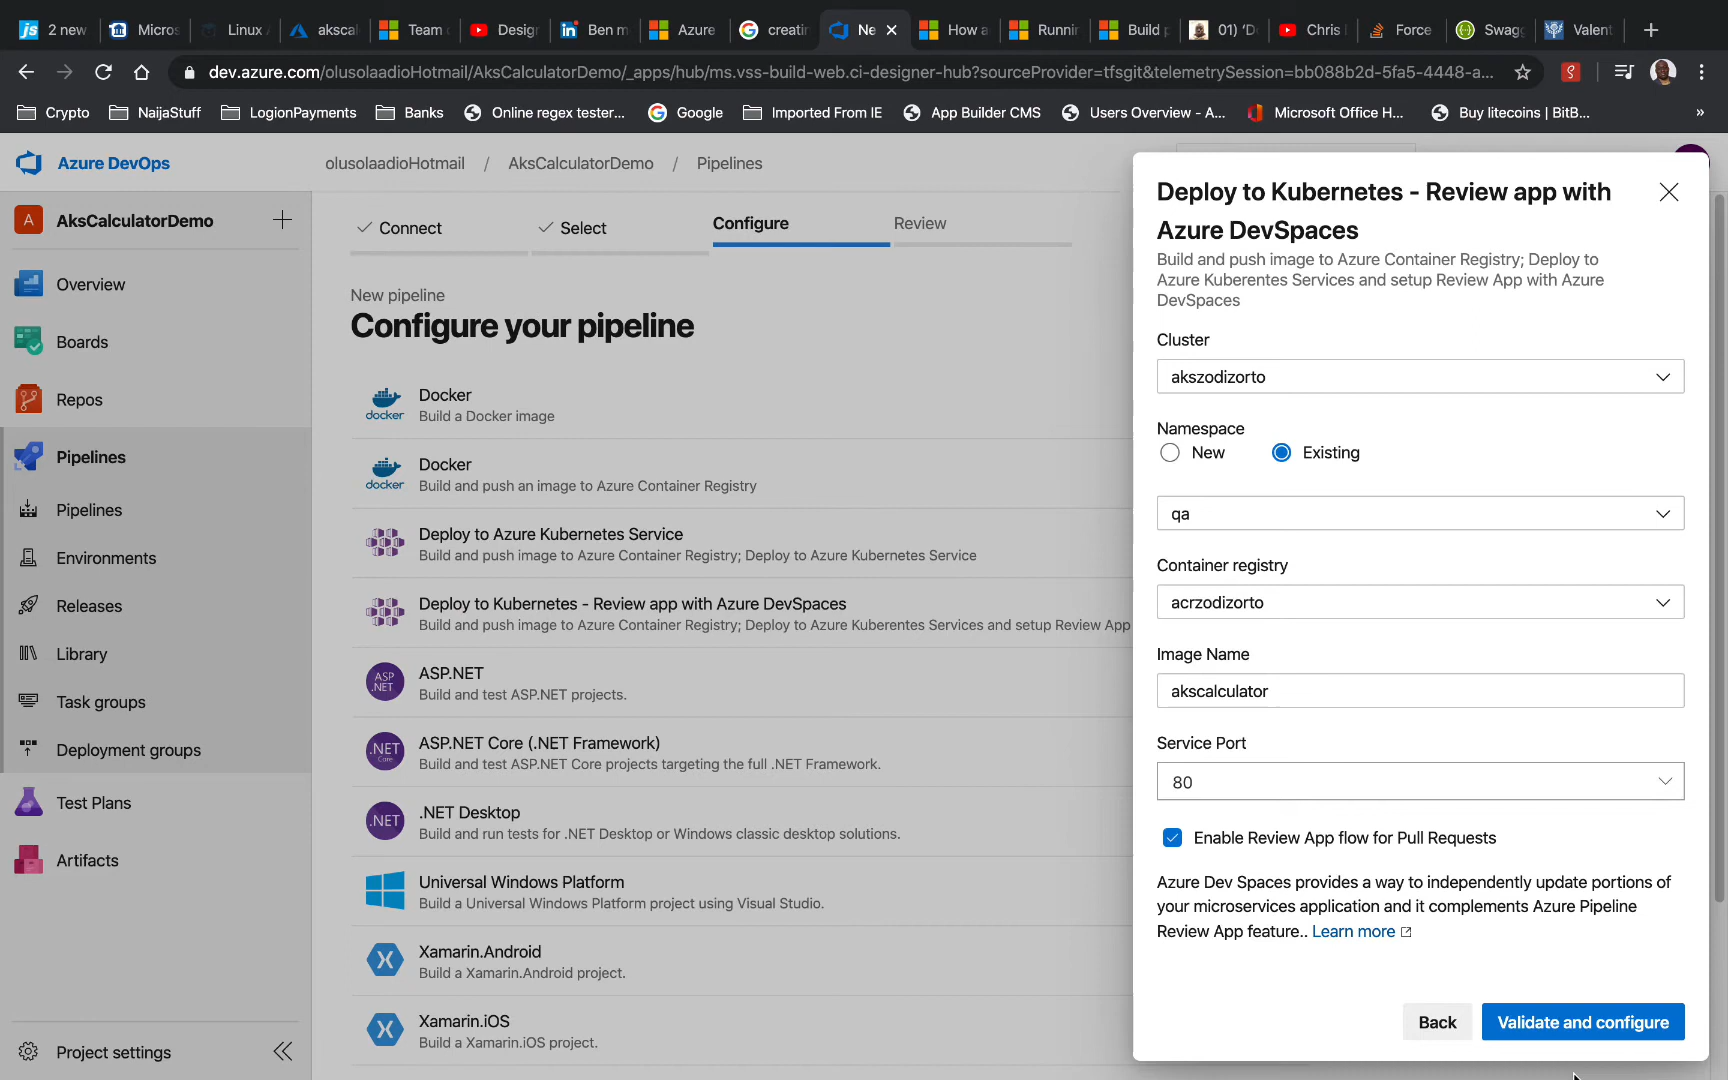 2 new
Micros
Linux
akscal
Team
Design
Ben m
Azure
creatin
Ne
How a
Runnin
Build p
01) 'D
Chris
Force
Swagg
Valent
dev.azure.com/olusolaadioHotmail/AksCalculatorDemo/_apps/hub/ms.vss-build-web.ci-designer-hub?sourceProvider=tfsgit&telemetrySession=bb088b2d-5fa5-4448-a...
Crypto
NaijaStuff
LogionPayments
Banks
Online regex tester...
Google
Imported From IE
App Builder CMS
Users Overview - A...
Microsoft Office H...
Buy litecoins | BitB...
»
Azure DevOps
olusolaadioHotmail / AksCalculatorDemo / Pipelines
A AksCalculatorDemo
Overview
Boards
Repos
Pipelines
Pipelines
Environments
Releases
Library
Task groups
Deployment groups
Test Plans
Artifacts
Project settings
Connect
Select
Configure
Review
New pipeline
Configure your pipeline
docker
Docker
Build a Docker image
docker
Docker
Build and push an image to Azure Container Registry
Deploy to Azure Kubernetes Service
Build and push image to Azure Container Registry; Deploy to Azure Kubernetes Service
Deploy to Kubernetes - Review app with Azure DevSpaces
Build and push image to Azure Container Registry; Deploy to Azure Kuberentes Services and setup Review App
ASP
.NET
ASP.NET
Build and test ASP.NET projects.
.NET
Core
ASP.NET Core (.NET Framework)
Build and test ASP.NET Core projects targeting the full .NET Framework.
.NET
.NET Desktop
Build and run tests for .NET Desktop or Windows classic desktop solutions.
Universal Windows Platform
Build a Universal Windows Platform project using Visual Studio.
Xamarin.Android
Build a Xamarin.Android project.
Xamarin.iOS
Build a Xamarin.iOS project.
Deploy to Kubernetes - Review app with
Azure DevSpaces
Build and push image to Azure Container Registry; Deploy to
Azure Kuberentes Services and setup Review App with Azure
DevSpaces
Cluster
akszodizorto
Namespace
New
Existing
qa
Container registry
acrzodizorto
Image Name
akscalculator
Service Port
80
Enable Review App flow for Pull Requests
Azure Dev Spaces provides a way to independently update portions of
your microservices application and it complements Azure Pipeline
Review App feature.. Learn more
Back
Validate and configure